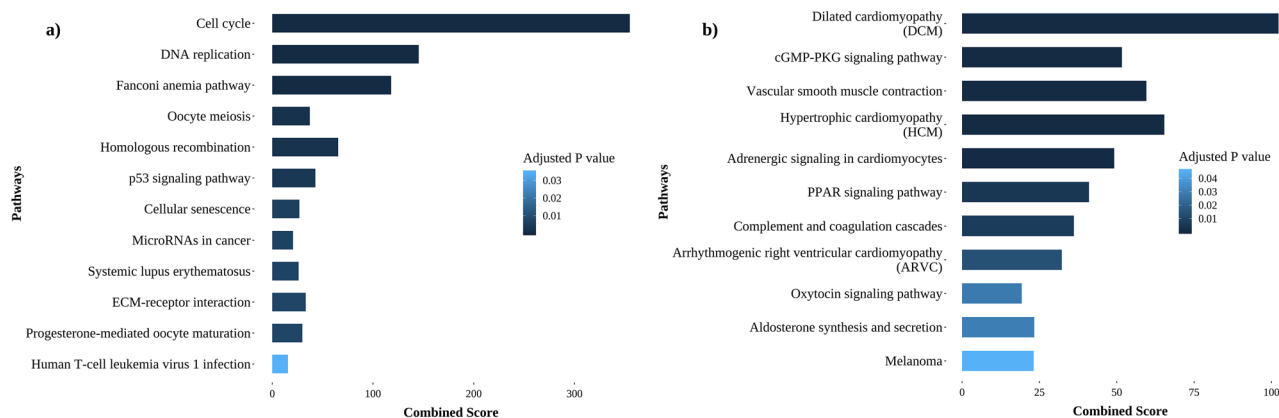 a)
Pathways
Cell cycle
DNA replication
Fanconi anemia pathway
Oocyte meiosis
Homologous recombination
p53 signaling pathway
Cellular senescence
MicroRNAs in cancer
Systemic lupus erythematosus
ECM-receptor interaction
Progesterone-mediated oocyte maturation
Human T-cell leukemia virus 1 infection
0 100 200 300
Combined Score
Adjusted P value
0.03
0.02
0.01
b)
Pathways
Dilated cardiomyopathy
(DCM)
cGMP-PKG signaling pathway
Vascular smooth muscle contraction
Hypertrophic cardiomyopathy
(HCM)
Adrenergic signaling in cardiomyocytes
PPAR signaling pathway
Complement and coagulation cascades
Arrhythmogenic right ventricular cardiomyopathy
(ARVC)
Oxytocin signaling pathway
Aldosterone synthesis and secretion
Melanoma
0 25 50 75 100
Combined Score
Adjusted P value
0.04
0.03
0.02
0.01